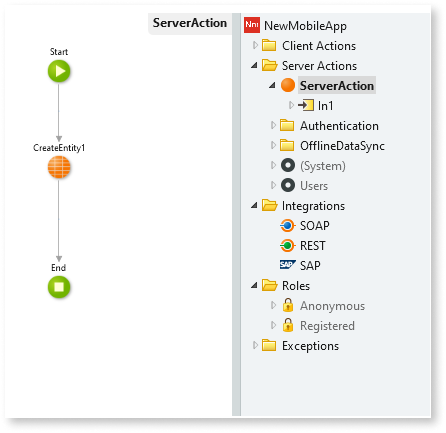 ServerAction
Start
CreateEntity1
End
NewMobileApp
Client Actions
Server Actions
ServerAction
In1
Authentication
OfflineDataSync
(System)
Users
Integrations
SOAP
REST
SAP
Roles
Anonymous
Registered
Exceptions